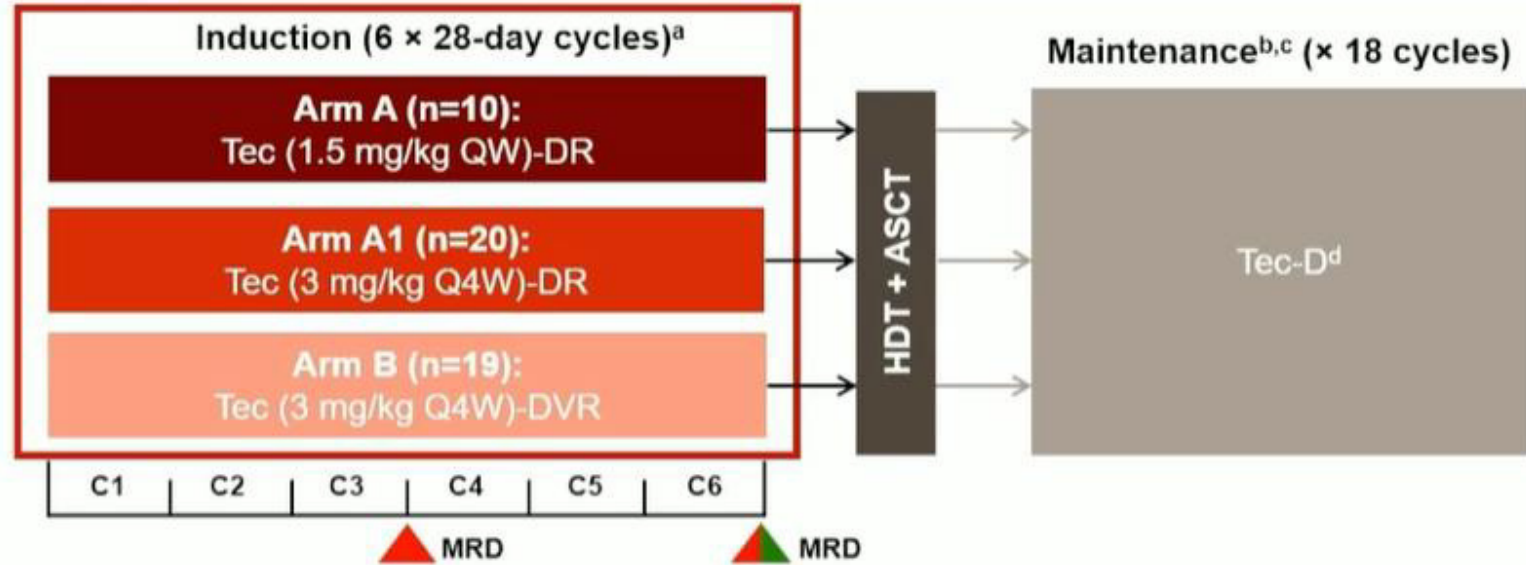 Induction (6 × 28-day cycles)ᵃ
Arm A (n=10):
Tec (1.5 mg/kg QW)-DR
Arm A1 (n=20):
Tec (3 mg/kg Q4W)-DR
Arm B (n=19):
Tec (3 mg/kg Q4W)-DVR
C1 C2 C3 C4 C5 C6
MRD MRD
HDT + ASCT
Maintenanceᵇ,ᶜ (× 18 cycles)
Tec-Dᵈ